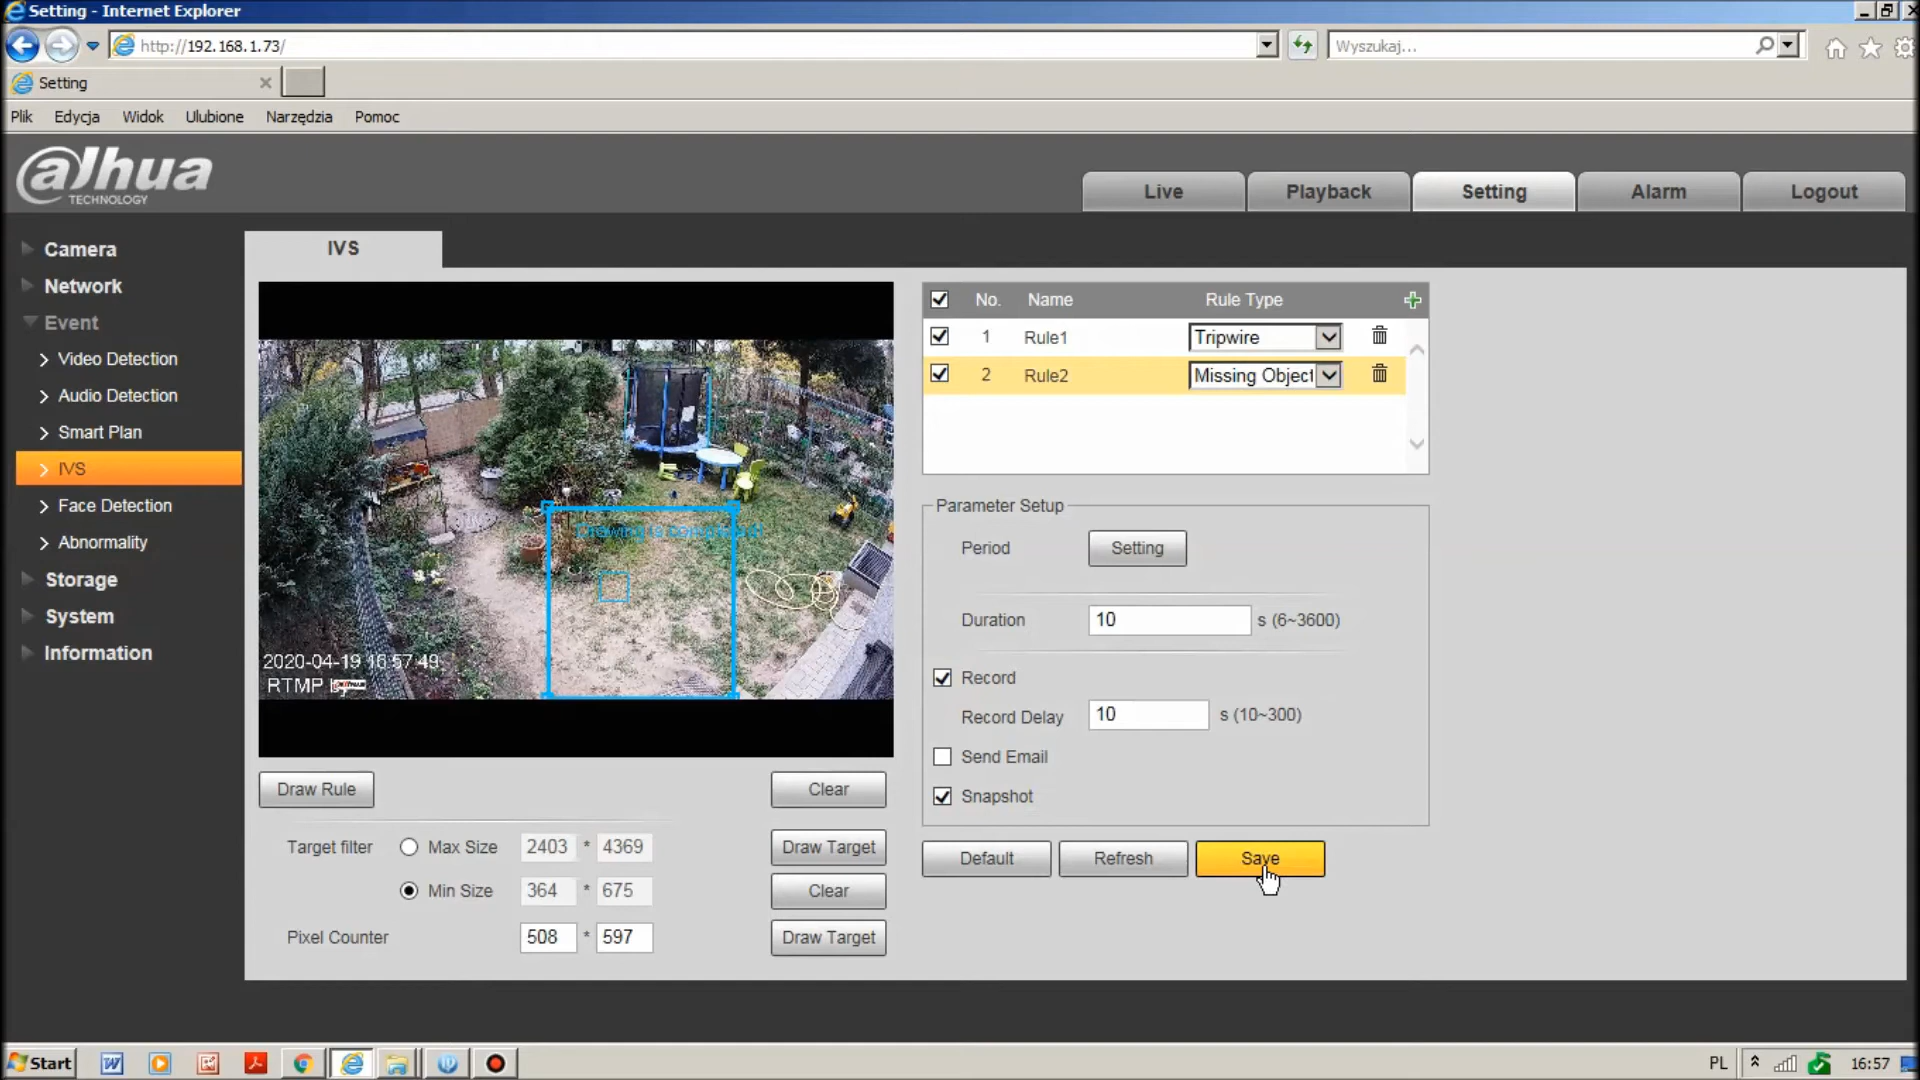 Setting - Internet Explorer
http://192.168.1.73/
Wyszukaj...
Setting
Plik Edycja Widok Ulubione Narzędzia Pomoc
alhua
TECHNOLOGY
Live Playback Setting Alarm Logout
Camera
Network
Event
Video Detection
Audio Detection
Smart Plan
IVS
Face Detection
Abnormality
Storage
System
Information
IVS
Drawing is completed!
2020-04-19 16:57:49
RTMP by
Draw Rule Clear
Target filter Max Size 2403 * 4369 Draw Target
Min Size 364 * 675 Clear
Pixel Counter 508 * 597 Draw Target
No. Name Rule Type
1 Rule1 Tripwire
2 Rule2 Missing Object
Parameter Setup
Period Setting
Duration 10 s (6~3600)
Record
Record Delay 10 s (10~300)
Send Email
Snapshot
Default Refresh Save
Start PL 16:57